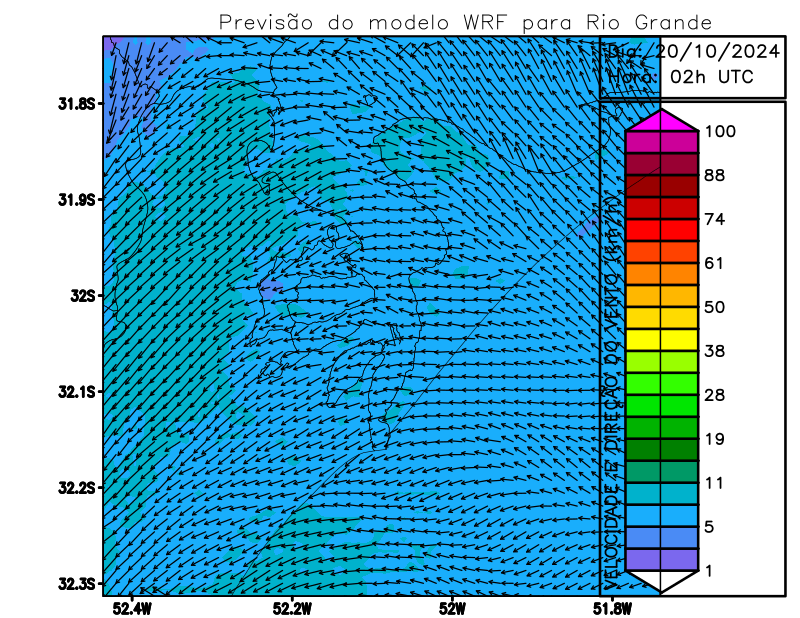 Previsão do modelo WRF para Rio Grande
Dia: 20/10/2024
Hora: 02h UTC
31.8S
31.9S
32S
32.1S
32.2S
32.3S
52.4W
52.2W
52W
51.8W
VELOCIDADE E DIREÇÃO DO VENTO (Km/h)
100
88
74
61
50
38
28
19
11
5
1